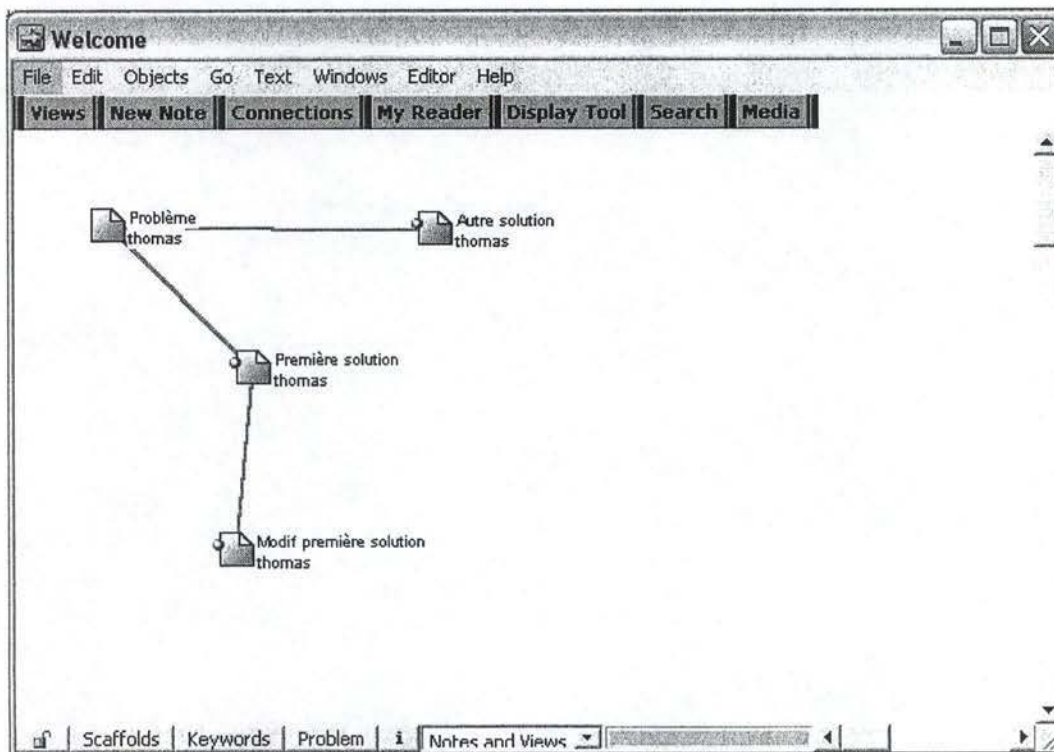 Welcome
File Edit Objects Go Text Windows Editor Help
Views New Note Connections My Reader Display Tool Search Media
Problème
thomas
Autre solution
thomas
Première solution
thomas
Modif première solution
thomas
Scaffolds Keywords Problem i Notes and Views